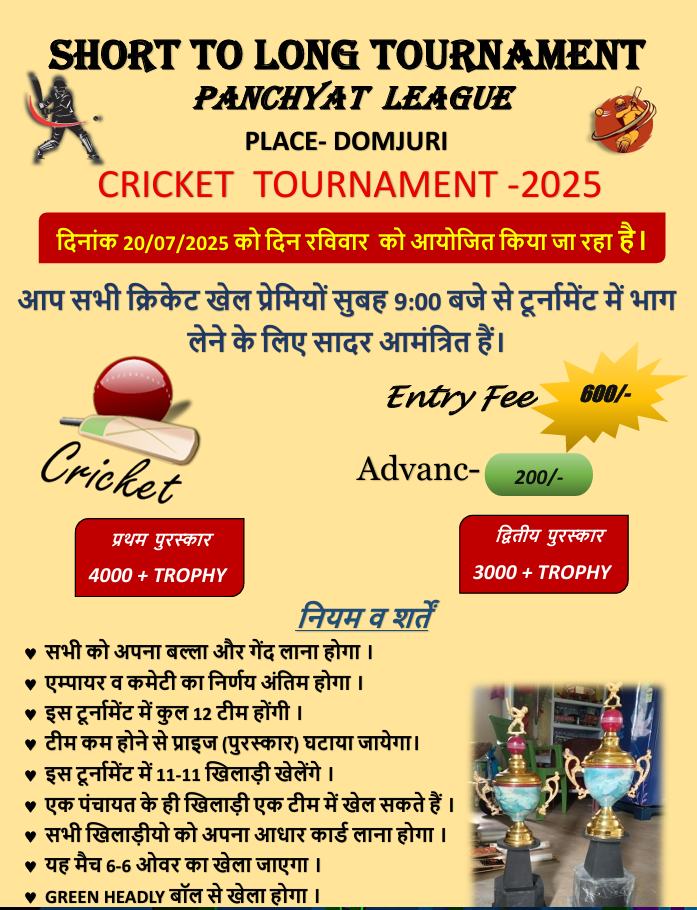 SHORT TO LONG TOURNAMENT
PANCHYAT LEAGUE
PLACE- DOMJURI
CRICKET TOURNAMENT -2025
दिनांक 20/07/2025 को दिन रविवार को आयोजित किया जा रहा है।
आप सभी क्रिकेट खेल प्रेमियों सुबह 9:00 बजे से टूर्नामेंट में भाग
लेने के लिए सादर आमंत्रित हैं।
Entry Fee 600/-
Cricket
Advanc- 200/-
प्रथम पुरस्कार
4000 + TROPHY
द्वितीय पुरस्कार
3000 + TROPHY
नियम व शर्तें
♥ सभी को अपना बल्ला और गेंद लाना होगा ।
♥ एम्पायर व कमेटी का निर्णय अंतिम होगा ।
♥ इस टूर्नामेंट में कुल 12 टीम होंगी ।
♥ टीम कम होने से प्राइज (पुरस्कार) घटाया जायेगा।
♥ इस टूर्नामेंट में 11-11 खिलाड़ी खेलेंगे ।
♥ एक पंचायत के ही खिलाड़ी एक टीम में खेल सकते हैं ।
♥ सभी खिलाड़ीयो को अपना आधार कार्ड लाना होगा ।
♥ यह मैच 6-6 ओवर का खेला जाएगा ।
♥ GREEN HEADLY बॉल से खेला होगा ।